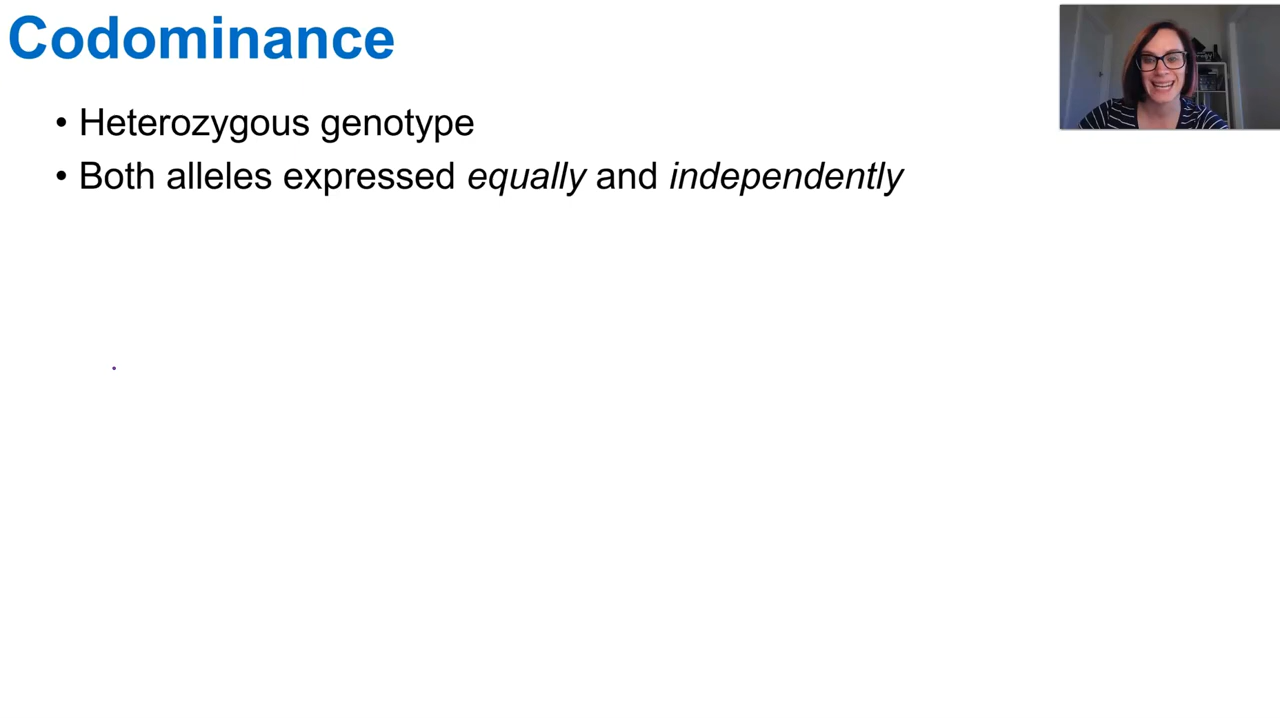 Codominance
• Heterozygous genotype
• Both alleles expressed equally and independently